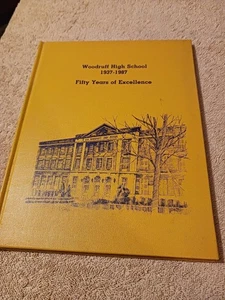 Woodruff High School
1937-1987
Fifty Years of Excellence